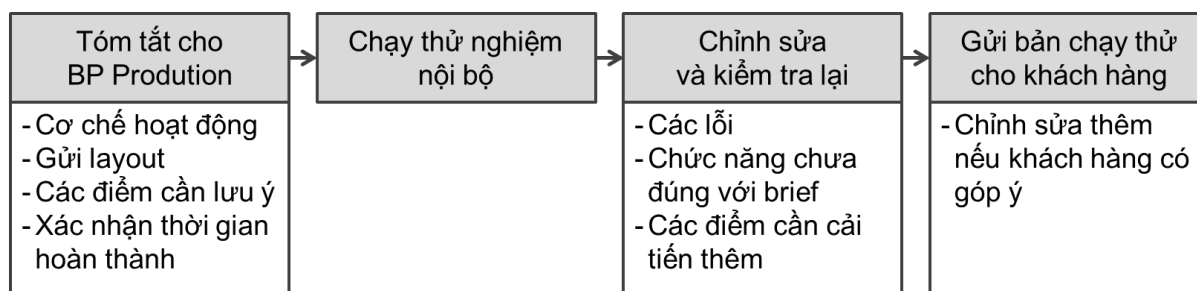 Tóm tắt cho
BP Prodution
- Cơ chế hoạt động
- Gửi layout
- Các điểm cần lưu ý
- Xác nhận thời gian
hoàn thành
Chạy thử nghiệm
nội bộ
Chỉnh sửa
và kiểm tra lại
- Các lỗi
- Chức năng chưa
đúng với brief
- Các điểm cần cải
tiến thêm
Gửi bản chạy thử
cho khách hàng
- Chỉnh sửa thêm
nếu khách hàng có
góp ý